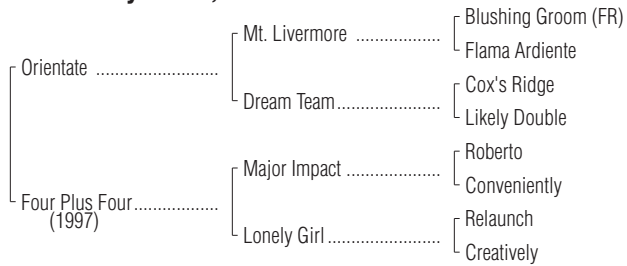 Blushing Groom (FR)
Mt. Livermore ..................
Flama Ardiente
Orientate ..........................
Cox's Ridge
Dream Team ......................
Likely Double
Roberto
Major Impact ....................
Conveniently
Four Plus Four ..................
(1997)
Relaunch
Lonely Girl ........................
Creatively